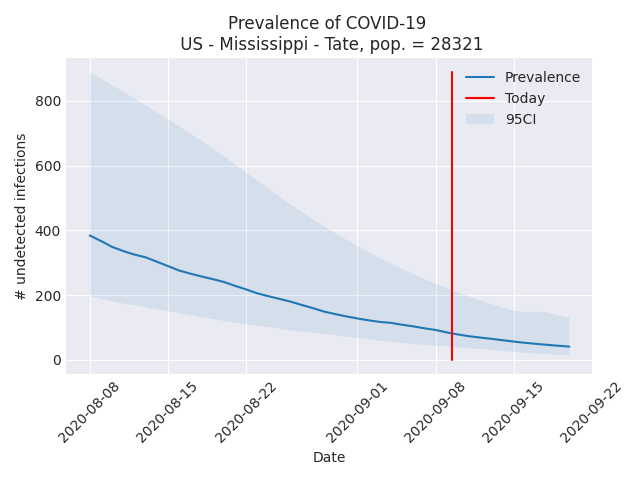 Prevalence of COVID-19
US - Mississippi - Tate, pop. = 28321
Prevalence
Today
95CI
# undetected infections
800
600
400
200
0
2020-08-08
2020-08-15
2020-08-22
2020-09-01
2020-09-08
2020-09-15
2020-09-22
Date